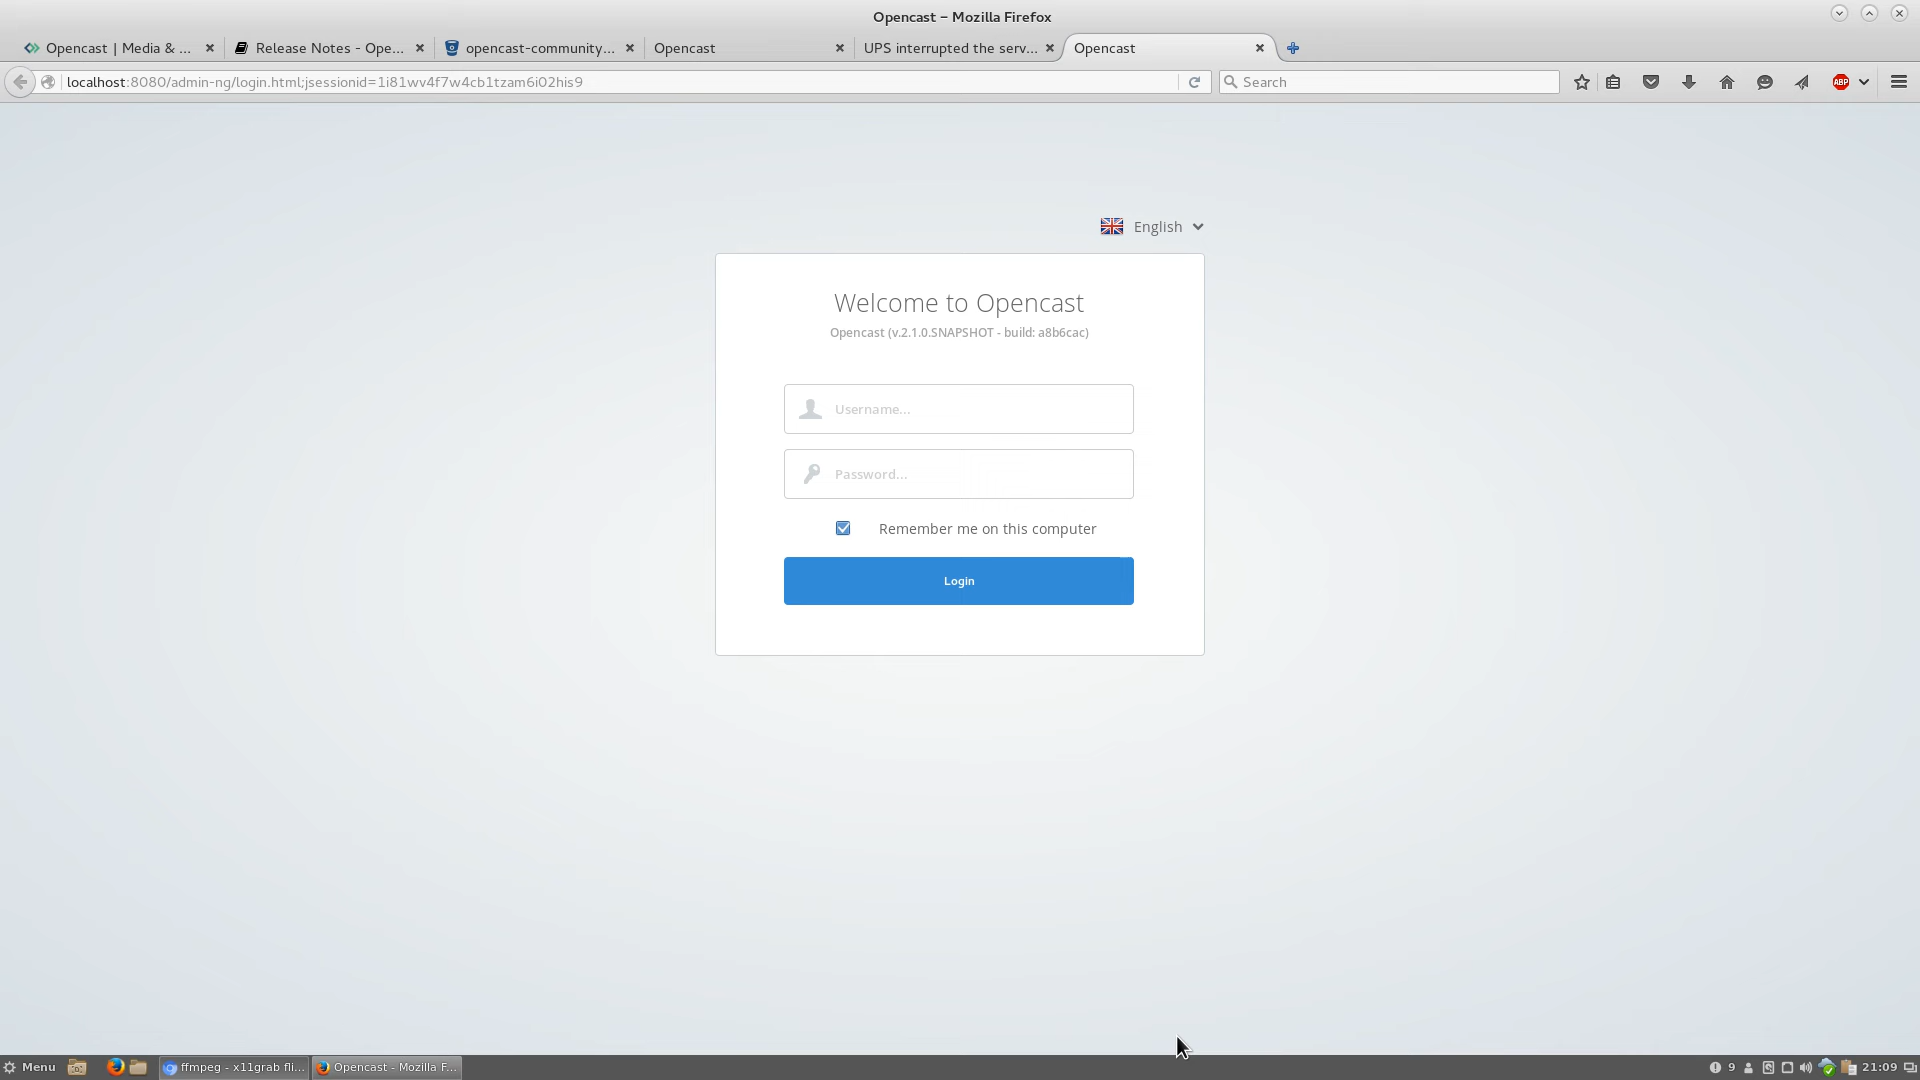 Opencast – Mozilla Firefox
Opencast | Media & ...
Release Notes - Ope...
opencast-community...
Opencast
UPS interrupted the serv...
Opencast
localhost:8080/admin-ng/login.html;jsessionid=1i81wv4f7w4cb1tzam6i02his9
Search
ABP
English
Welcome to Opencast
Opencast (v.2.1.0.SNAPSHOT - build: a8b6cac)
Username...
Password...
Remember me on this computer
Login
Menu
ffmpeg - x11grab fli...
Opencast - Mozilla F...
9
21:09